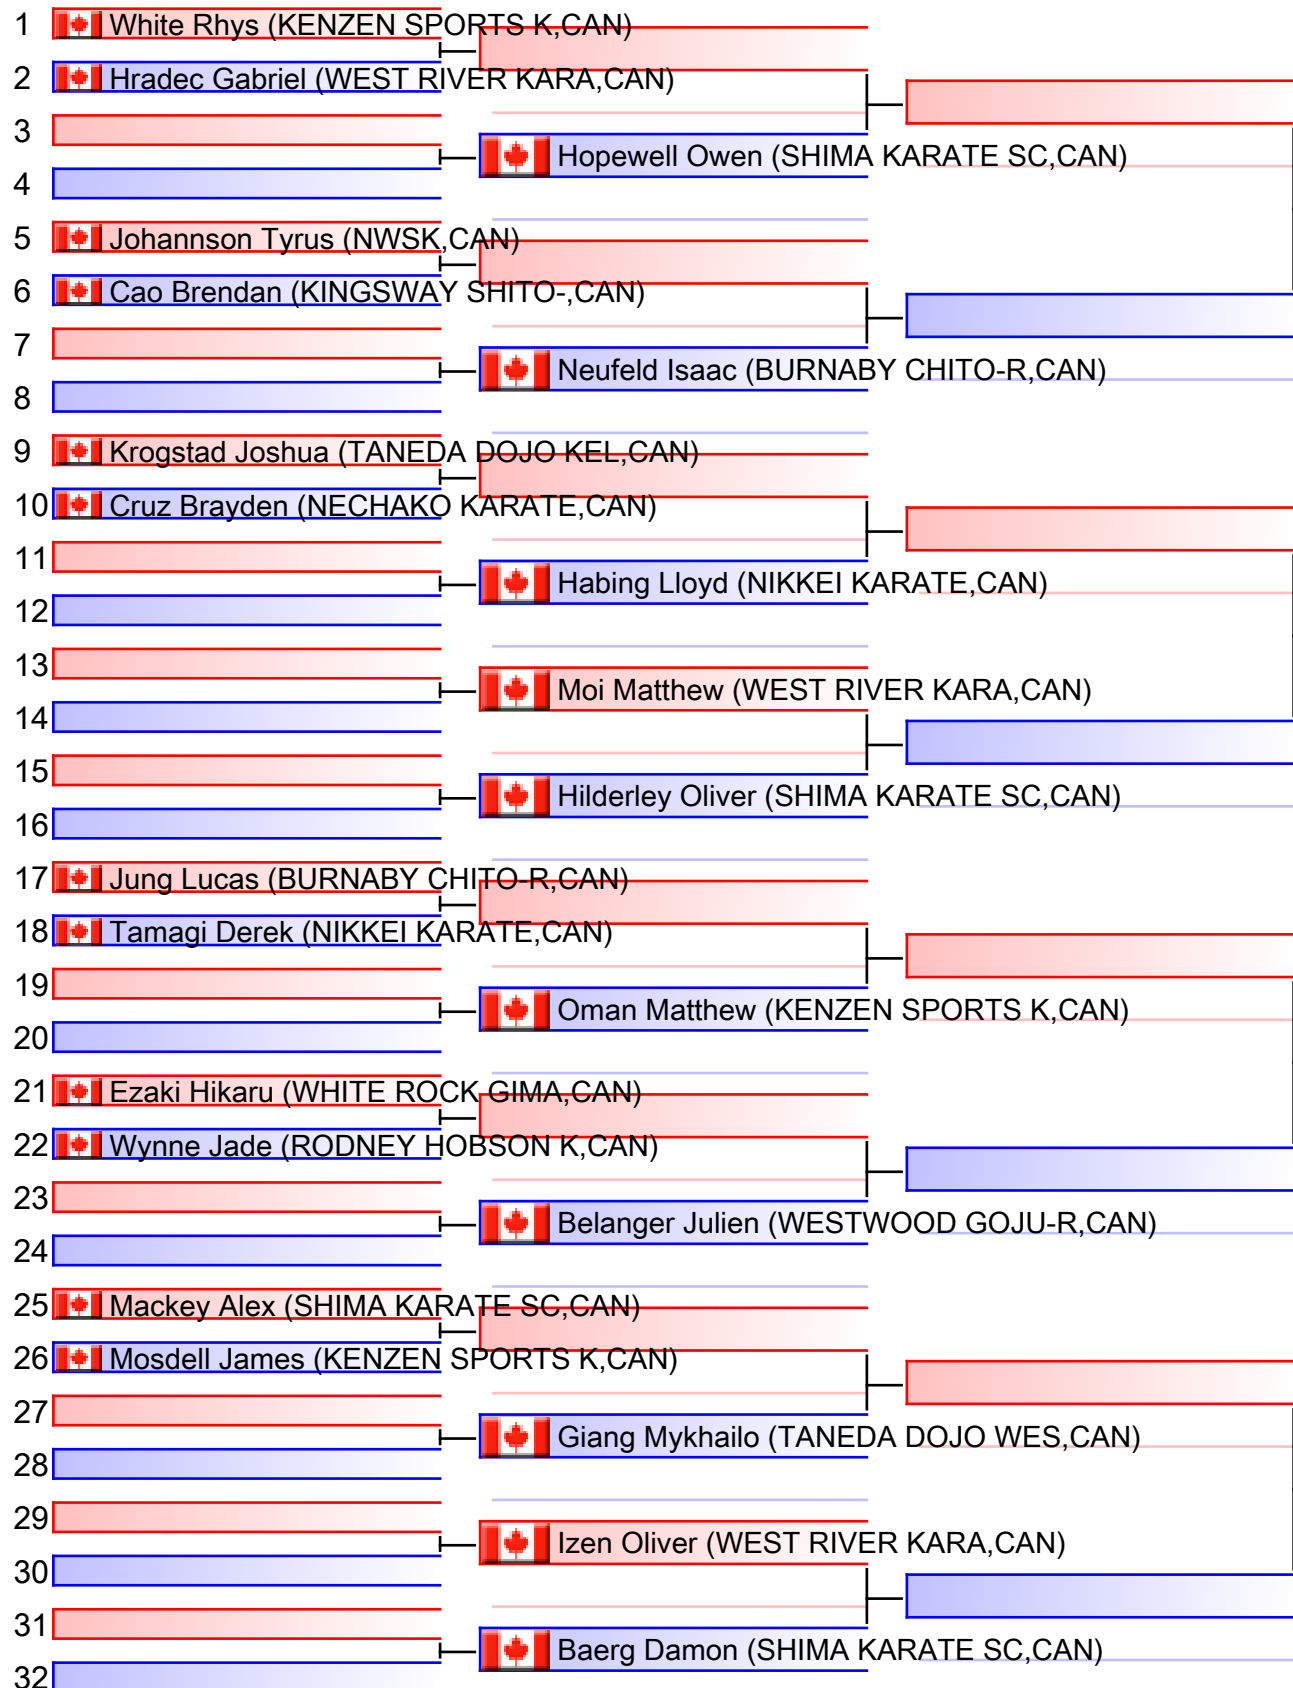 1 White Rhys (KENZEN SPORTS K,CAN)
2 Hradec Gabriel (WEST RIVER KARA,CAN)
3
Hopewell Owen (SHIMA KARATE SC,CAN)
4
5 Johannson Tyrus (NWSK,CAN)
6 Cao Brendan (KINGSWAY SHITO-,CAN)
7
Neufeld Isaac (BURNABY CHITO-R,CAN)
8
9 Krogstad Joshua (TANEDA DOJO KEL,CAN)
10 Cruz Brayden (NECHAKO KARATE,CAN)
11
Habing Lloyd (NIKKEI KARATE,CAN)
12
13
Moi Matthew (WEST RIVER KARA,CAN)
14
15
Hilderley Oliver (SHIMA KARATE SC,CAN)
16
17 Jung Lucas (BURNABY CHITO-R,CAN)
18 Tamagi Derek (NIKKEI KARATE,CAN)
19
Oman Matthew (KENZEN SPORTS K,CAN)
20
21 Ezaki Hikaru (WHITE ROCK GIMA,CAN)
22 Wynne Jade (RODNEY HOBSON K,CAN)
23
Belanger Julien (WESTWOOD GOJU-R,CAN)
24
25 Mackey Alex (SHIMA KARATE SC,CAN)
26 Mosdell James (KENZEN SPORTS K,CAN)
27
Giang Mykhailo (TANEDA DOJO WES,CAN)
28
29
Izen Oliver (WEST RIVER KARA,CAN)
30
31
Baerg Damon (SHIMA KARATE SC,CAN)
32